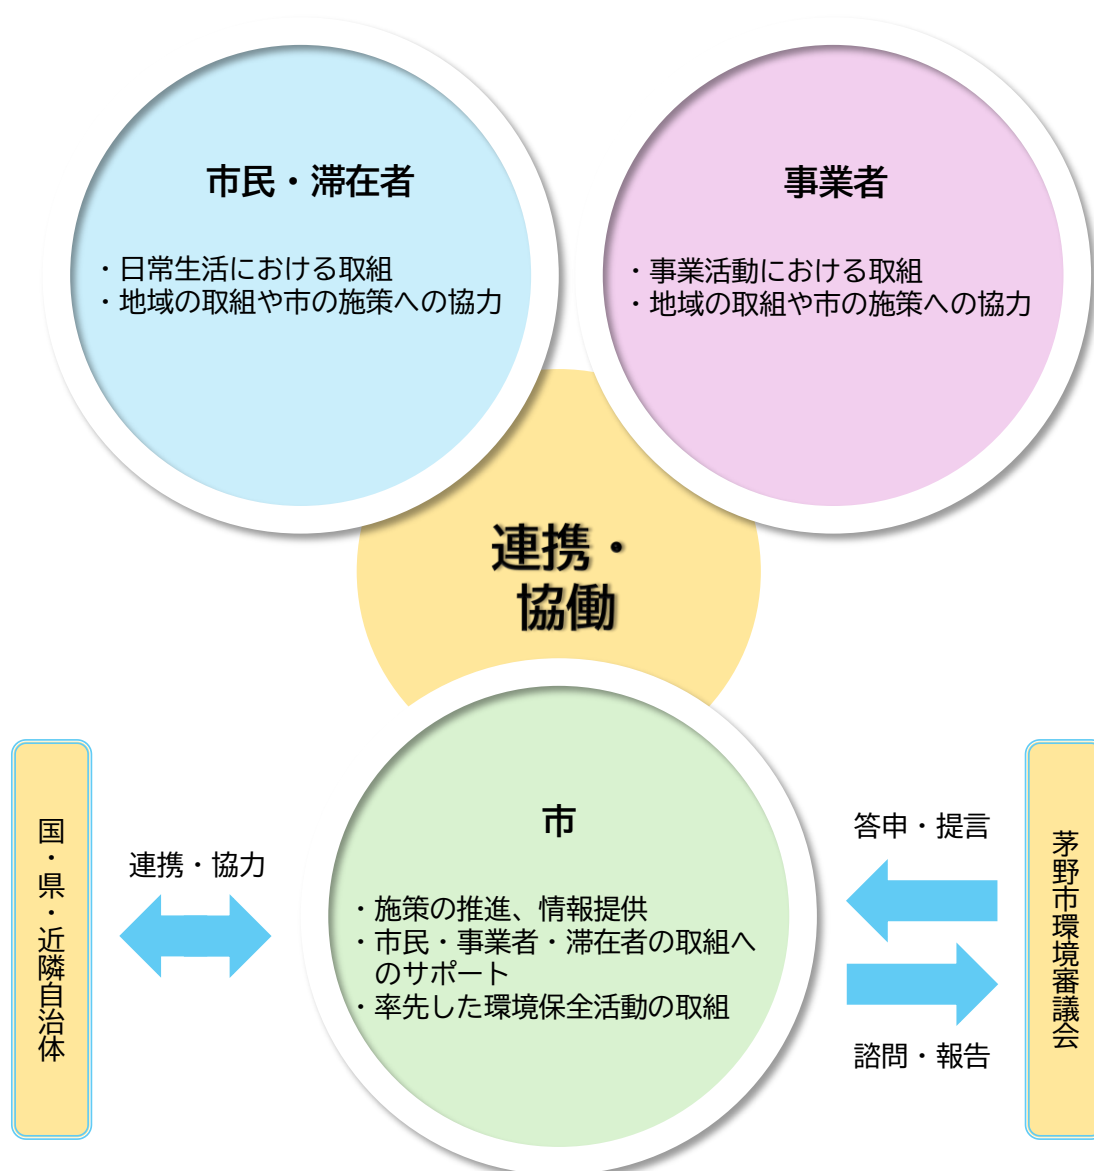 市民・滞在者
・日常生活における取組
・地域の取組や市の施策への協力
事業者
・事業活動における取組
・地域の取組や市の施策への協力
連携・
協働
市
・施策の推進、情報提供
・市民・事業者・滞在者の取組へ
のサポート
・率先した環境保全活動の取組
国・県・近隣自治体
連携・協力
答申・提言
諮問・報告
茅野市環境審議会